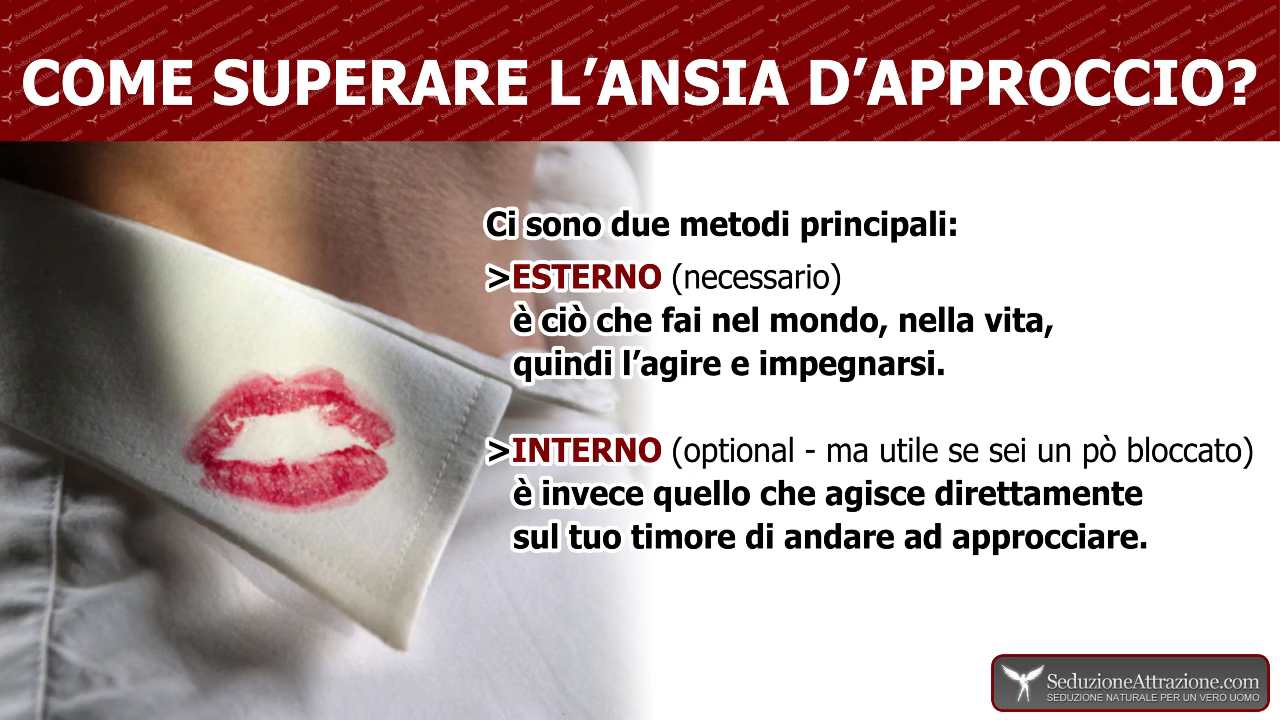 COME SUPERARE L’ANSIA D’APPROCCIO?
Ci sono due metodi principali:
>ESTERNO (necessario)
è ciò che fai nel mondo, nella vita,
quindi l’agire e impegnarsi.
>INTERNO (optional - ma utile se sei un pò bloccato)
è invece quello che agisce direttamente
sul tuo timore di andare ad approcciare.
SeduzioneAttrazione.com
SEDUZIONE NATURALE PER UN VERO UOMO